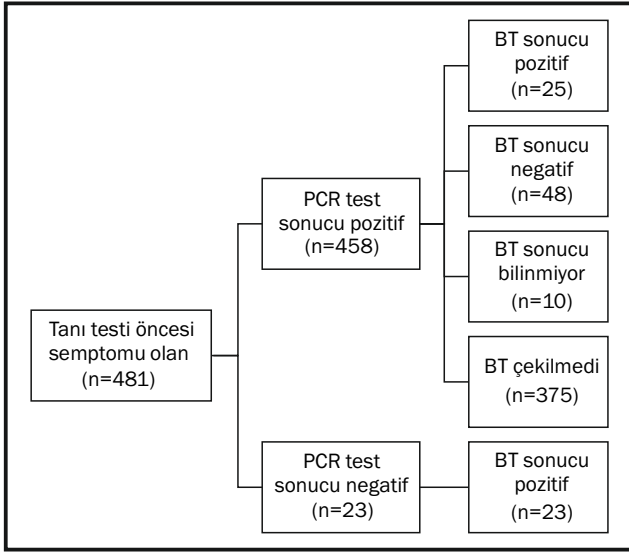 Tanı testi öncesi
semptomu olan
(n=481)
PCR test
sonucu pozitif
(n=458)
BT sonucu
pozitif
(n=25)
BT sonucu
negatif
(n=48)
BT sonucu
bilinmiyor
(n=10)
BT çekilmedi
(n=375)
PCR test
sonucu negatif
(n=23)
BT sonucu
pozitif
(n=23)